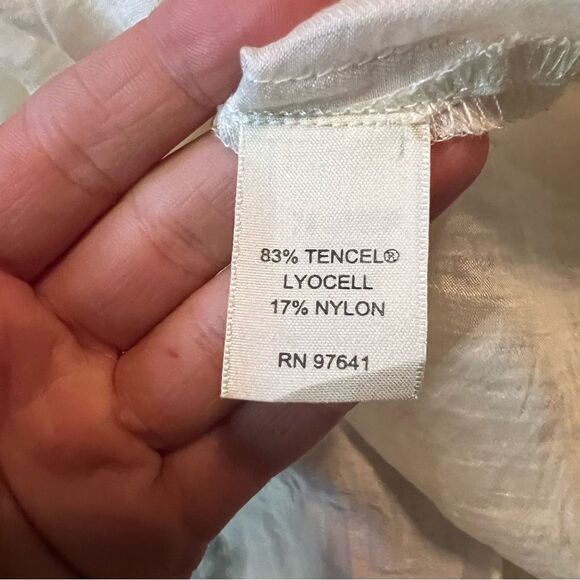 83% TENCEL®
LYOCELL
17% NYLON
RN 97641